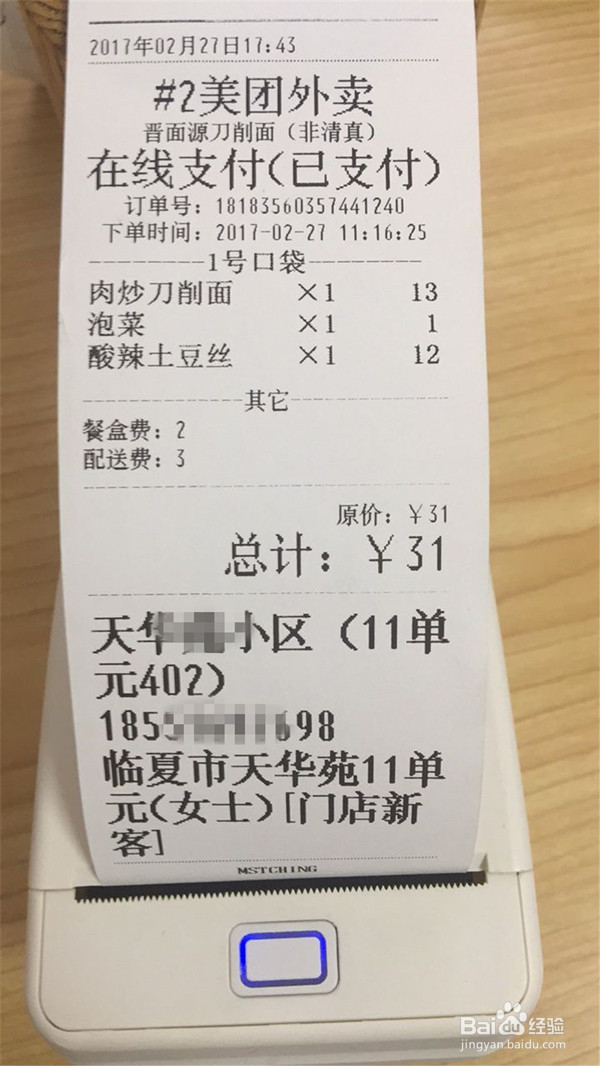 2017年02月27日17:43
#2美团外卖
晋面源刀削面（非清真）
在线支付(已支付)
订单号：18183560357441240
下单时间：2017-02-27 11:16:25
--------1号口袋--------
肉炒刀削面 ×1 13
泡菜 ×1 1
酸辣土豆丝 ×1 12
其它
餐盒费：2
配送费：3
原价：￥31
总计：￥31
天华 小区（11单
元402）
185 698
临夏市天华苑11单
元(女士)[门店新
客]
MSTCHING
Bai 经验
jingyan.baidu.com